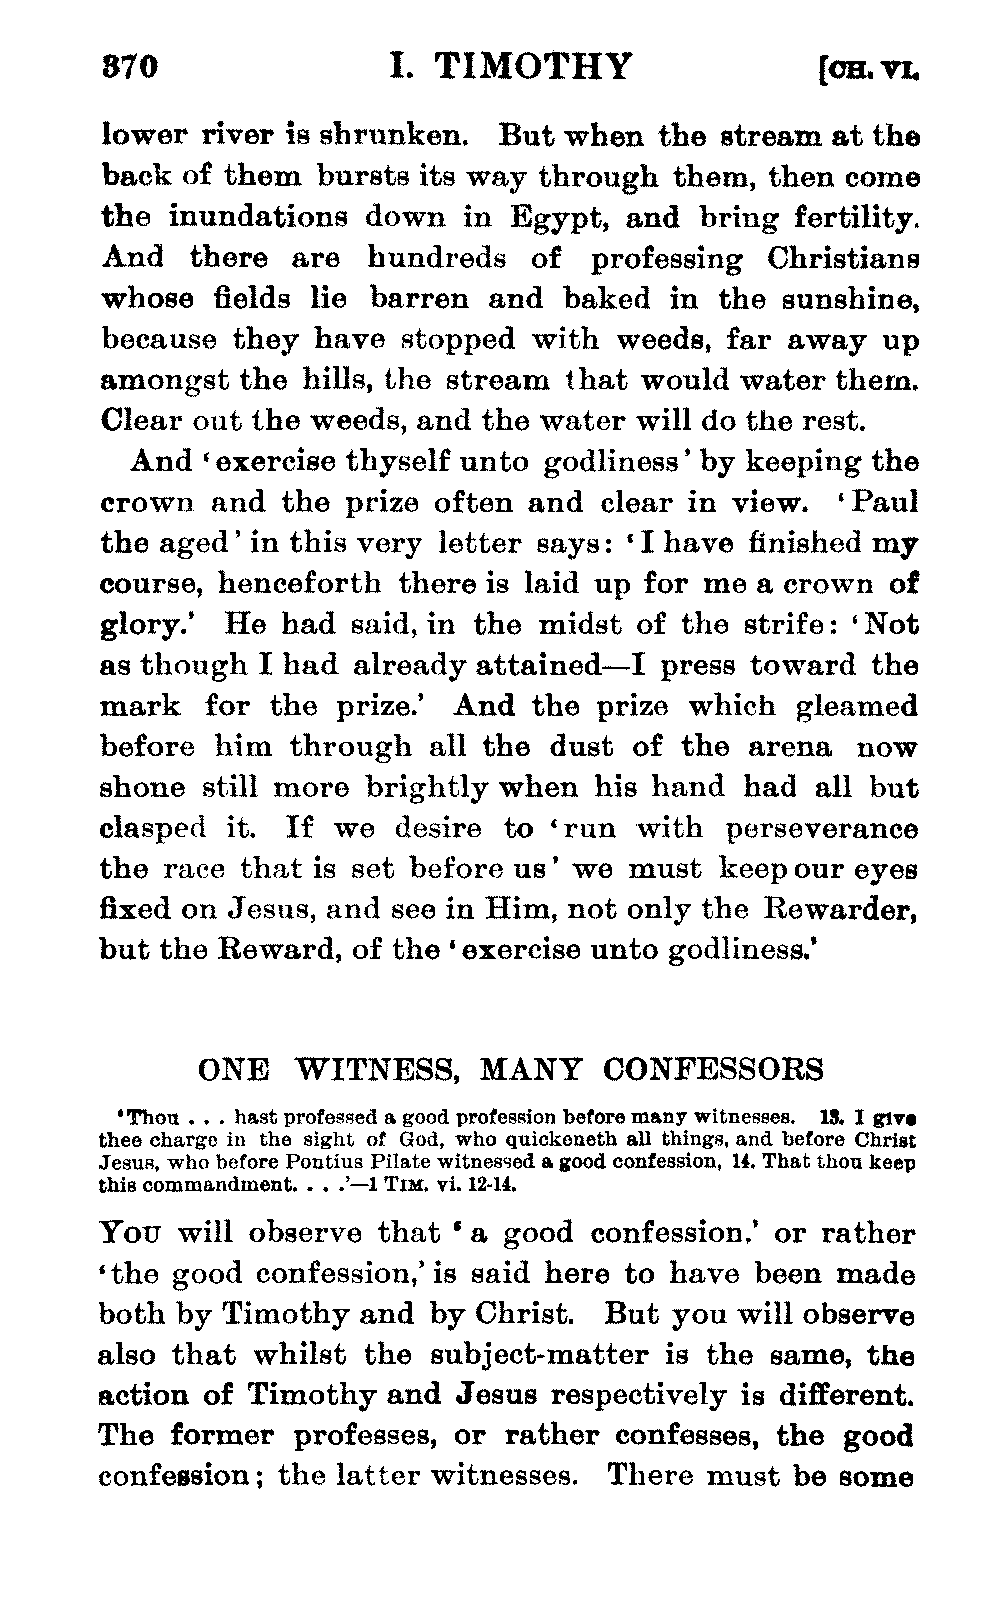 370 I. TIMOTHY [CH. VI.
lower river is shrunken. But when the stream at the
back of them bursts its way through them, then come
the inundations down in Egypt, and bring fertility.
And there are hundreds of professing Christians
whose fields lie barren and baked in the sunshine,
because they have stopped with weeds, far away up
amongst the hills, the stream that would water them.
Clear out the weeds, and the water will do the rest.
And ‘exercise thyself unto godliness’ by keeping the
crown and the prize often and clear in view. ‘Paul
the aged’ in this very letter says: ‘I have finished my
course, henceforth there is laid up for me a crown of
glory.’ He had said, in the midst of the strife: ‘Not
as though I had already attained—I press toward the
mark for the prize.’ And the prize which gleamed
before him through all the dust of the arena now
shone still more brightly when his hand had all but
clasped it. If we desire to ‘run with perseverance
the race that is set before us’ we must keep our eyes
fixed on Jesus, and see in Him, not only the Rewarder,
but the Reward, of the ‘exercise unto godliness.’
ONE WITNESS, MANY CONFESSORS
‘Thou . . . hast professed a good profession before many witnesses. 13. I give
thee charge in the sight of God, who quickeneth all things, and before Christ
Jesus, who before Pontius Pilate witnessed a good confession, 14. That thou keep
this commandment. . . .’—1 TIM. vi. 12-14.
YOU will observe that ‘a good confession,’ or rather
‘the good confession,’ is said here to have been made
both by Timothy and by Christ. But you will observe
also that whilst the subject-matter is the same, the
action of Timothy and Jesus respectively is different.
The former professes, or rather confesses, the good
confession; the latter witnesses. There must be some